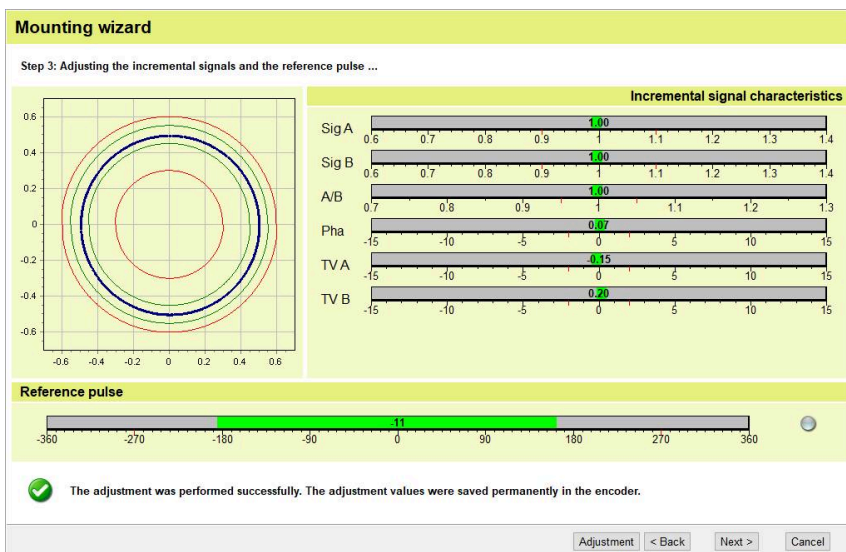 Mounting wizard
Step 3: Adjusting the incremental signals and the reference pulse ...
Incremental signal characteristics
0.6
0.4
0.2
0
-0.2
-0.4
-0.6
-0.6 -0.4 -0.2 0 0.2 0.4 0.6
Sig A 1.00
0.6 0.7 0.8 0.9 1 1.1 1.2 1.3 1.4
Sig B 1.00
0.6 0.7 0.8 0.9 1 1.1 1.2 1.3 1.4
A/B 1.00
0.7 0.8 0.9 1 1.1 1.2 1.3
Pha 0.07
-15 -10 -5 0 5 10 15
TV A -0.15
-15 -10 -5 0 5 10 15
TV B 0.20
-15 -10 -5 0 5 10 15
Reference pulse
-11
-360 -270 -180 -90 0 90 180 270 360
The adjustment was performed successfully. The adjustment values were saved permanently in the encoder.
Adjustment < Back Next > Cancel